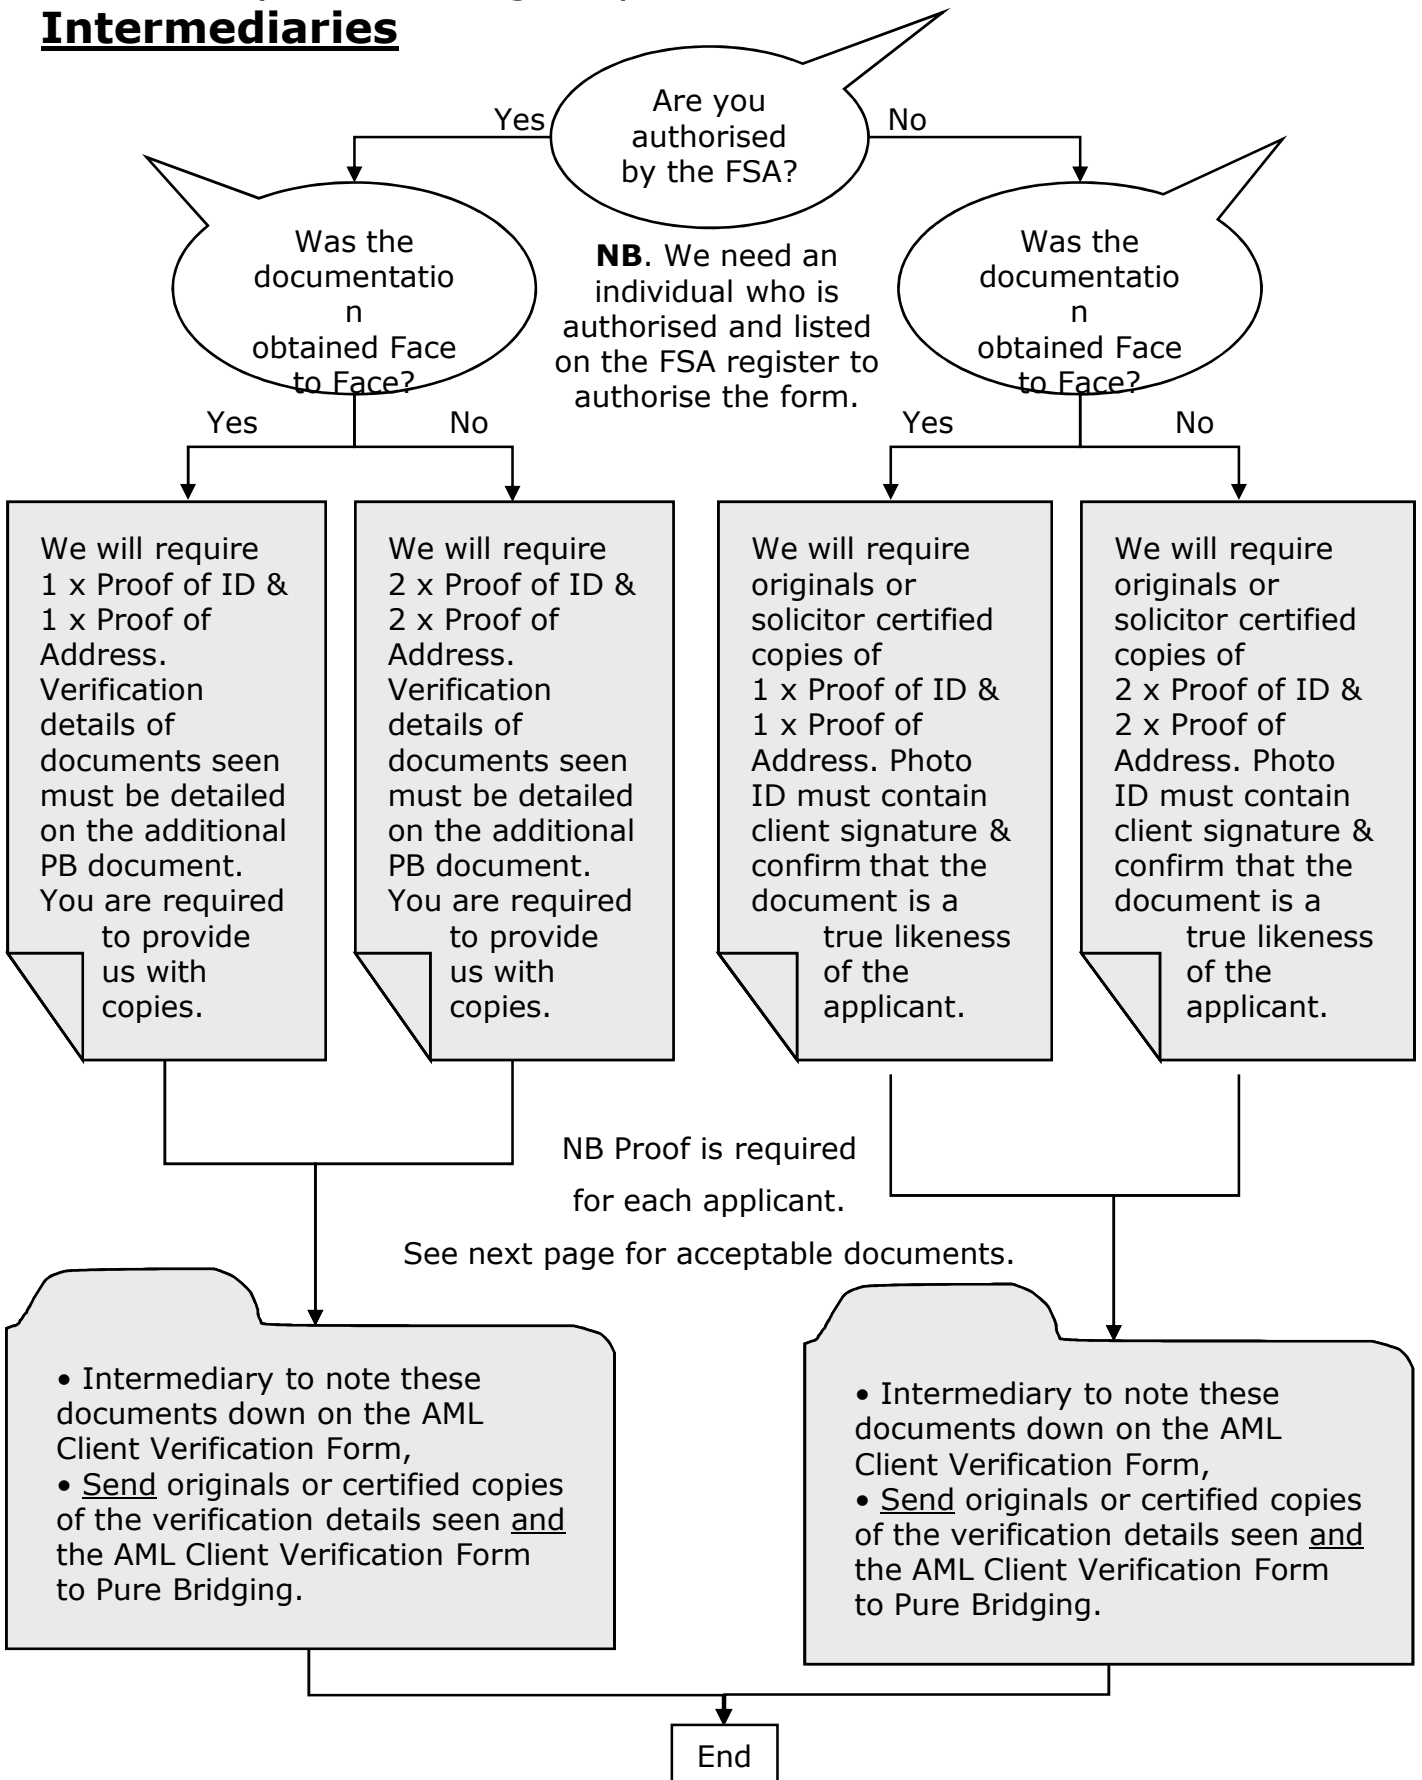 Intermediaries
Are you
authorised
by the FSA?
Yes
No
Was the
documentatio
n
obtained Face
to Face?
NB. We need an
individual who is
authorised and listed
on the FSA register to
authorise the form.
Was the
documentatio
n
obtained Face
to Face?
Yes
No
Yes
No
We will require
1 x Proof of ID &
1 x Proof of
Address.
Verification
details of
documents seen
must be detailed
on the additional
PB document.
You are required
to provide
us with
copies.
We will require
2 x Proof of ID &
2 x Proof of
Address.
Verification
details of
documents seen
must be detailed
on the additional
PB document.
You are required
to provide
us with
copies.
We will require
originals or
solicitor certified
copies of
1 x Proof of ID &
1 x Proof of
Address. Photo
ID must contain
client signature &
confirm that the
document is a
true likeness
of the
applicant.
We will require
originals or
solicitor certified
copies of
2 x Proof of ID &
2 x Proof of
Address. Photo
ID must contain
client signature &
confirm that the
document is a
true likeness
of the
applicant.
NB Proof is required
for each applicant.
See next page for acceptable documents.
• Intermediary to note these
documents down on the AML
Client Verification Form,
• Send originals or certified copies
of the verification details seen and
the AML Client Verification Form
to Pure Bridging.
• Intermediary to note these
documents down on the AML
Client Verification Form,
• Send originals or certified copies
of the verification details seen and
the AML Client Verification Form
to Pure Bridging.
End